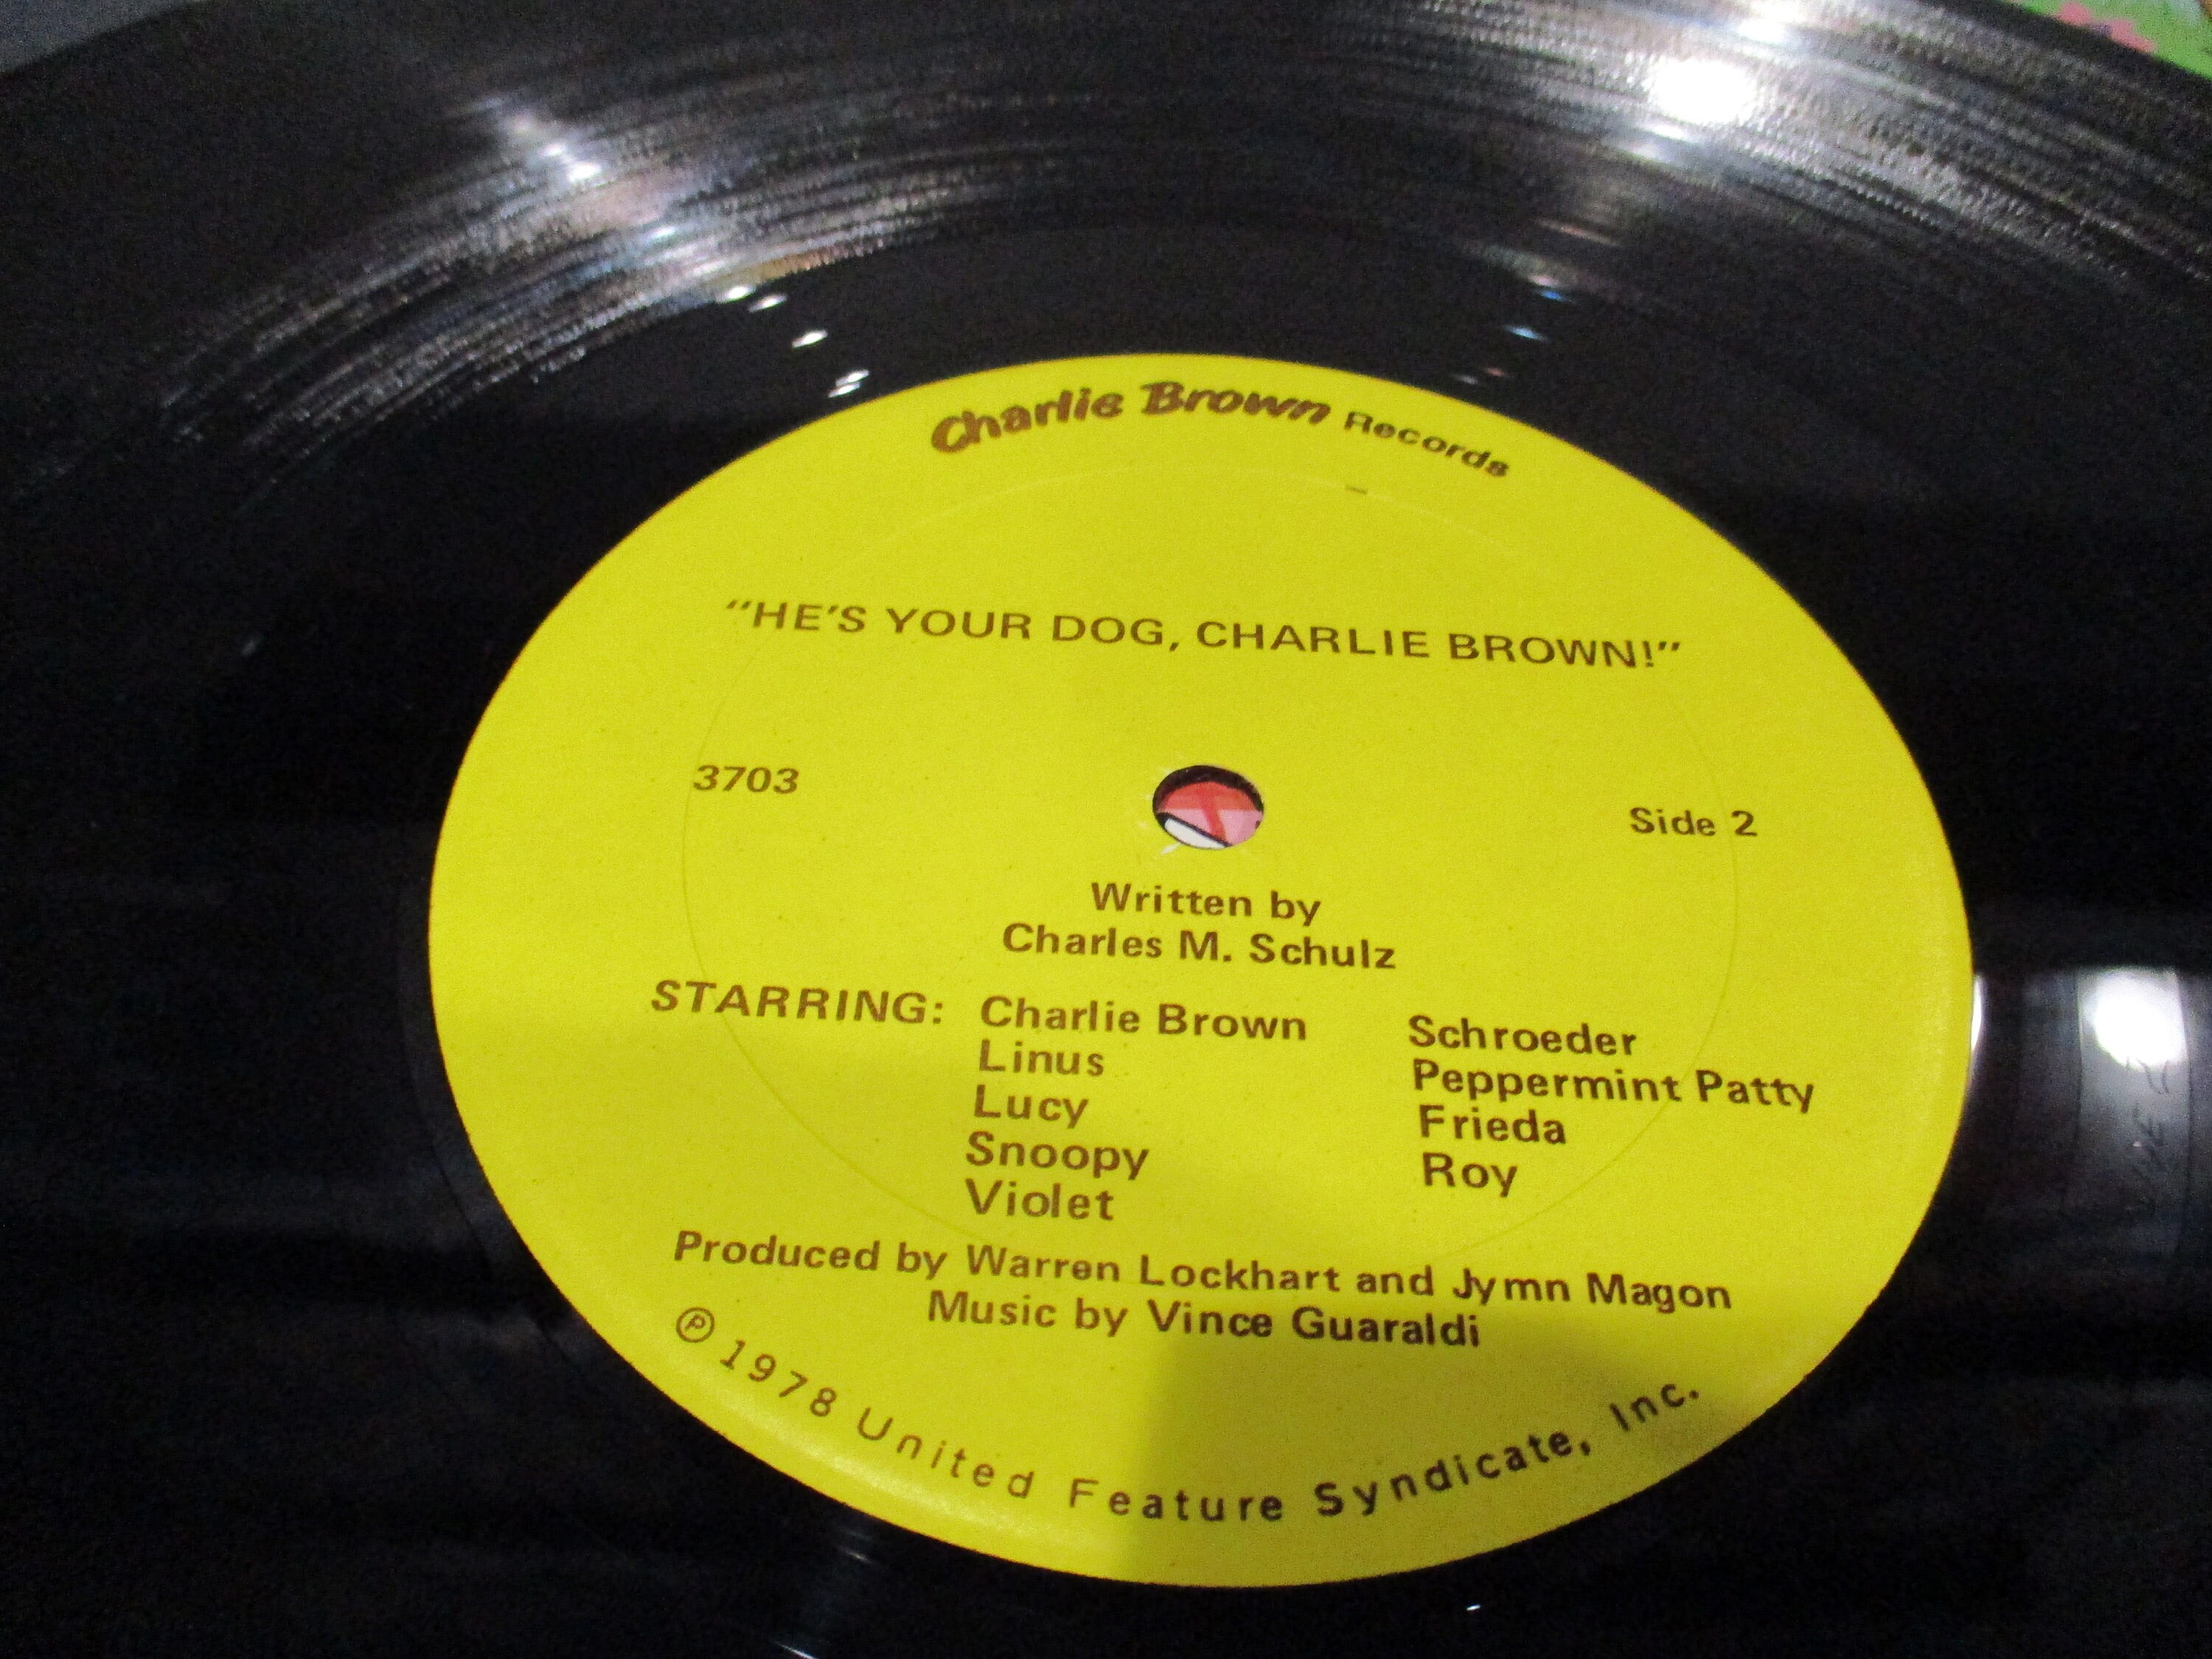 Charlie Brown Records
"HE'S YOUR DOG, CHARLIE BROWN!"
3703
Side 2
Written by
Charles M. Schulz
STARRING: Charlie Brown Schroeder
Linus Peppermint Patty
Lucy Frieda
Snoopy Roy
Violet
Produced by Warren Lockhart and Jymn Magon
Music by Vince Guaraldi
℗ 1978 United Feature Syndicate, Inc.